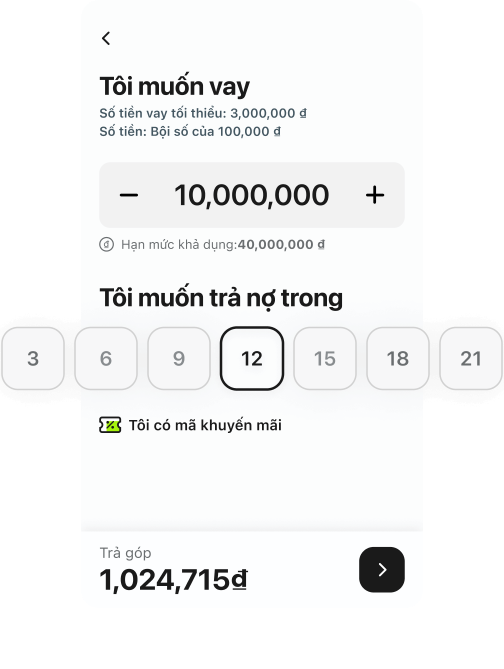 Tôi muốn vay
Số tiền vay tối thiểu: 3,000,000 ₫
Số tiền: Bội số của 100,000 ₫
− 10,000,000 +
Hạn mức khả dụng:40,000,000 ₫
Tôi muốn trả nợ trong
3 6 9 12 15 18 21
Tôi có mã khuyến mãi
Trả góp
1,024,715₫